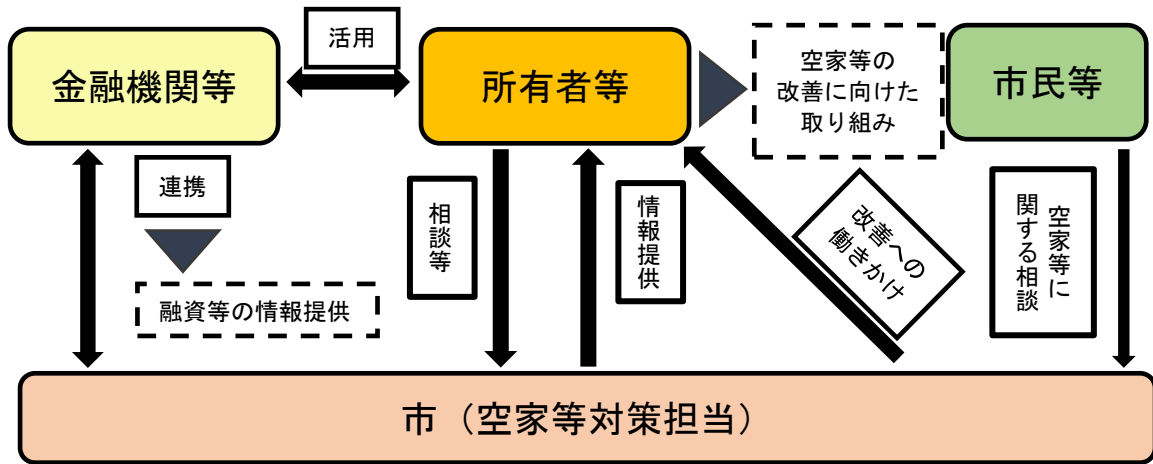 活用
金融機関等
所有者等
空家等の
改善に向けた
取り組み
市民等
連携
融資等の情報提供
相談等
情報提供
改善への
働きかけ
空家等に
関する相談
市（空家等対策担当）